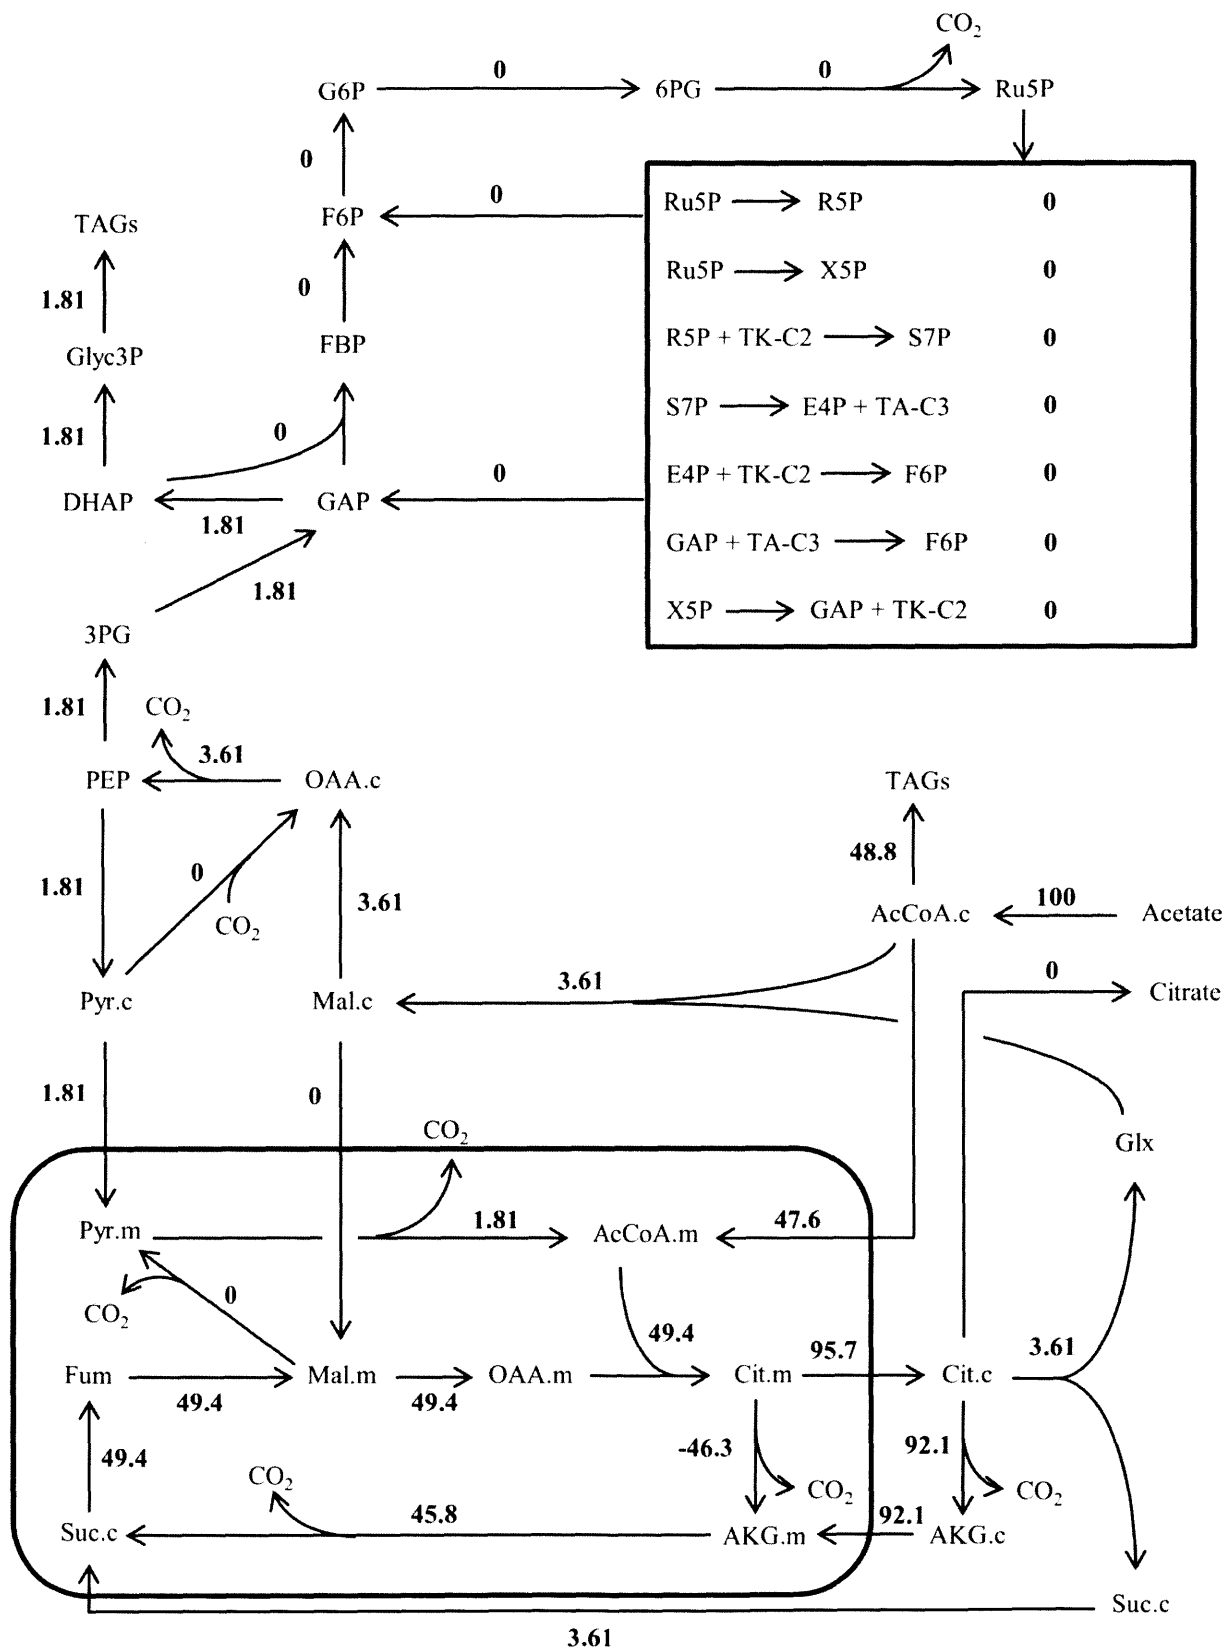 CO₂
0
0
G6P
6PG
Ru5P
0
0
F6P
TAGs
Ru5P → R5P 0
Ru5P → X5P 0
R5P + TK-C2 → S7P 0
S7P → E4P + TA-C3 0
E4P + TK-C2 → F6P 0
GAP + TA-C3 → F6P 0
X5P → GAP + TK-C2 0
1.81
0
Glyc3P
FBP
1.81
0
0
DHAP
GAP
1.81
1.81
3PG
1.81
CO₂
3.61
PEP
OAA.c
TAGs
48.8
1.81
0
3.61
CO₂
AcCoA.c
100
Acetate
0
Citrate
Pyr.c
Mal.c
3.61
1.81
0
CO₂
Glx
Pyr.m
1.81
AcCoA.m
47.6
CO₂
0
49.4
95.7
3.61
Fum
Mal.m
OAA.m
Cit.m
Cit.c
49.4
49.4
49.4
CO₂
-46.3
CO₂
92.1
CO₂
45.8
92.1
Suc.c
AKG.m
AKG.c
Suc.c
3.61